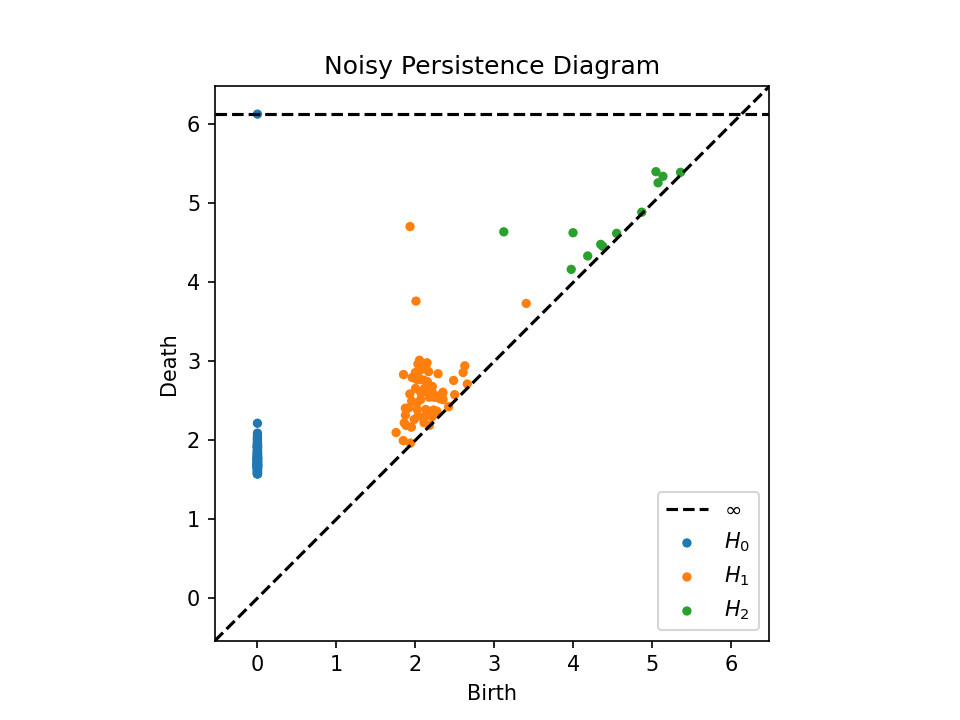 Noisy Persistence Diagram
Death
6
5
4
3
2
1
0
0 1 2 3 4 5 6
Birth
∞
H₀
H₁
H₂